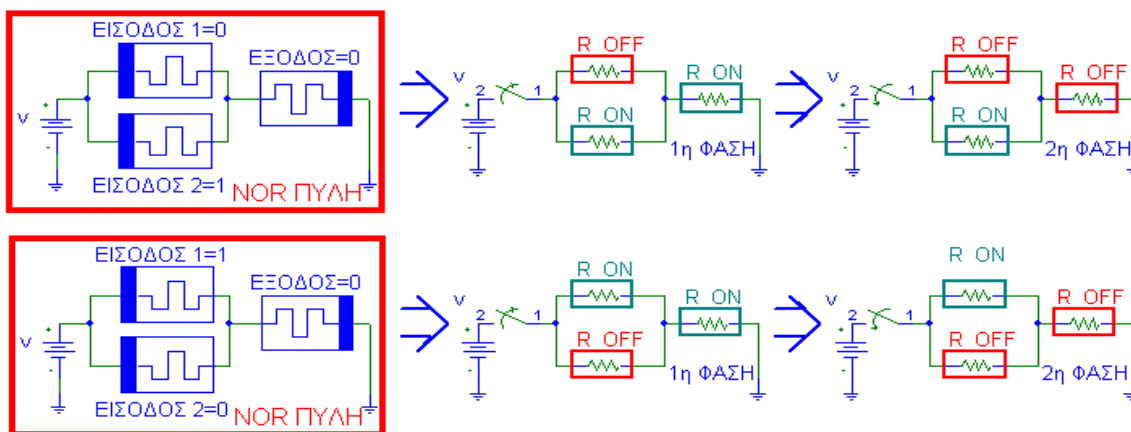 ΕΙΣΟΔΟΣ 1=0
ΕΞΟΔΟΣ=0
+
V
-
ΕΙΣΟΔΟΣ 2=1
NOR ΠΥΛΗ
R OFF
R ON
V
2
1
+
-
R ON
1η ΦΑΣΗ
R OFF
R OFF
V
2
1
+
-
R ON
2η ΦΑΣΗ
ΕΙΣΟΔΟΣ 1=1
ΕΞΟΔΟΣ=0
+
V
-
ΕΙΣΟΔΟΣ 2=0
NOR ΠΥΛΗ
R ON
R ON
V
2
1
+
-
R OFF
1η ΦΑΣΗ
R ON
R OFF
V
2
1
+
-
R OFF
2η ΦΑΣΗ